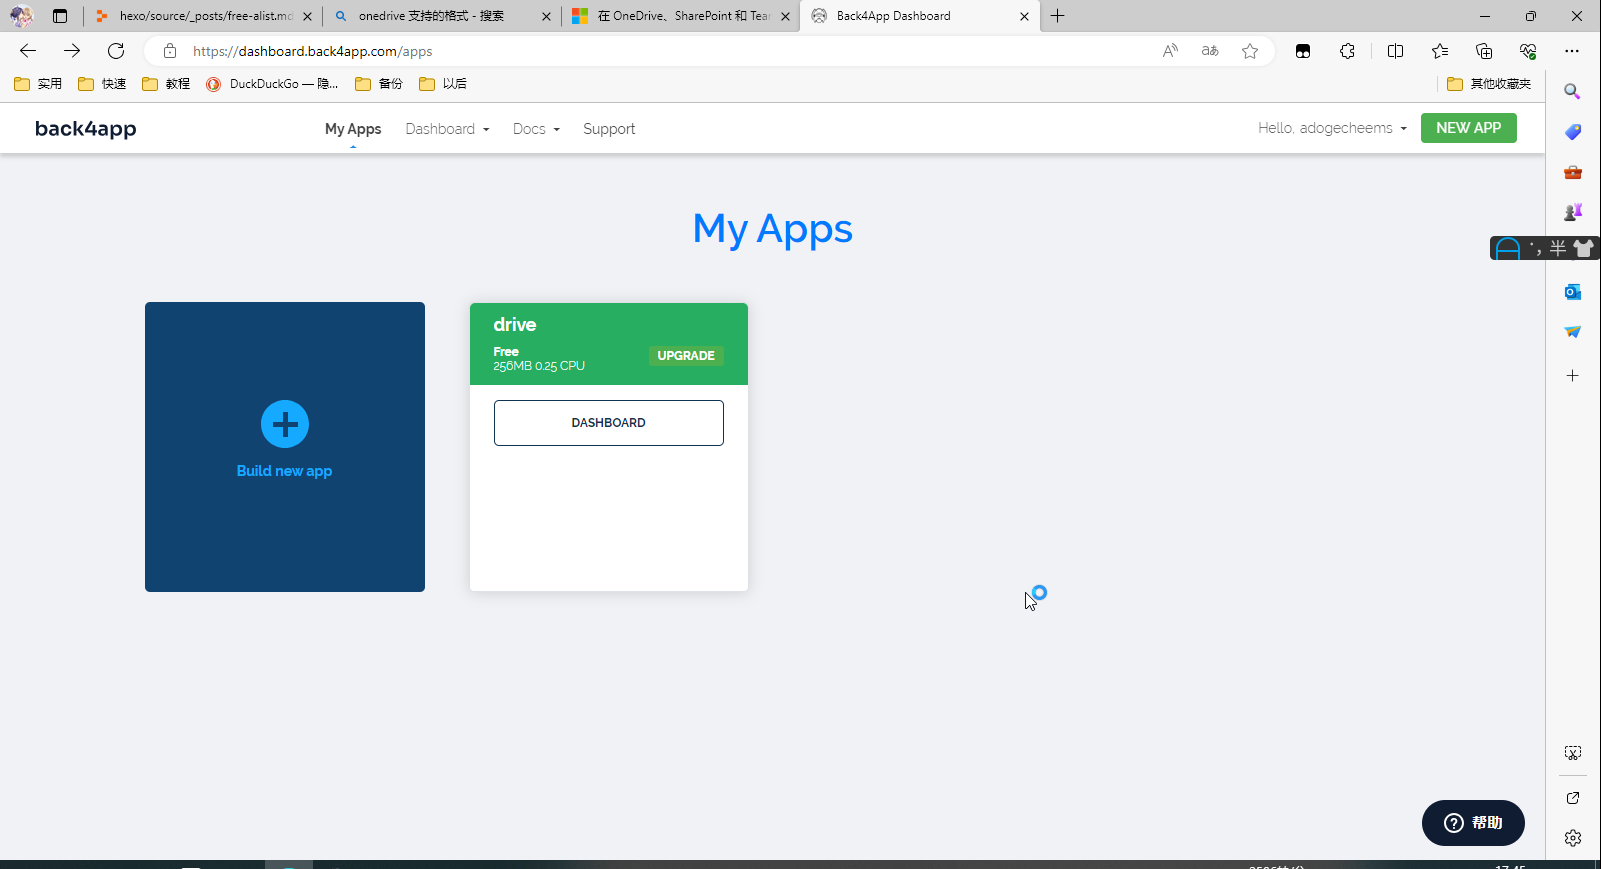 hexo/source/_posts/free-alist.md
onedrive 支持的格式 - 搜索
在 OneDrive、SharePoint 和 Tea
Back4App Dashboard
https://dashboard.back4app.com/apps
实用
快速
教程
DuckDuckGo — 隐...
备份
以后
其他收藏夹
back4app
My Apps
Dashboard
Docs
Support
Hello, adogecheems
NEW APP
My Apps
半
Build new app
drive
Free
256MB 0.25 CPU
UPGRADE
DASHBOARD
帮助